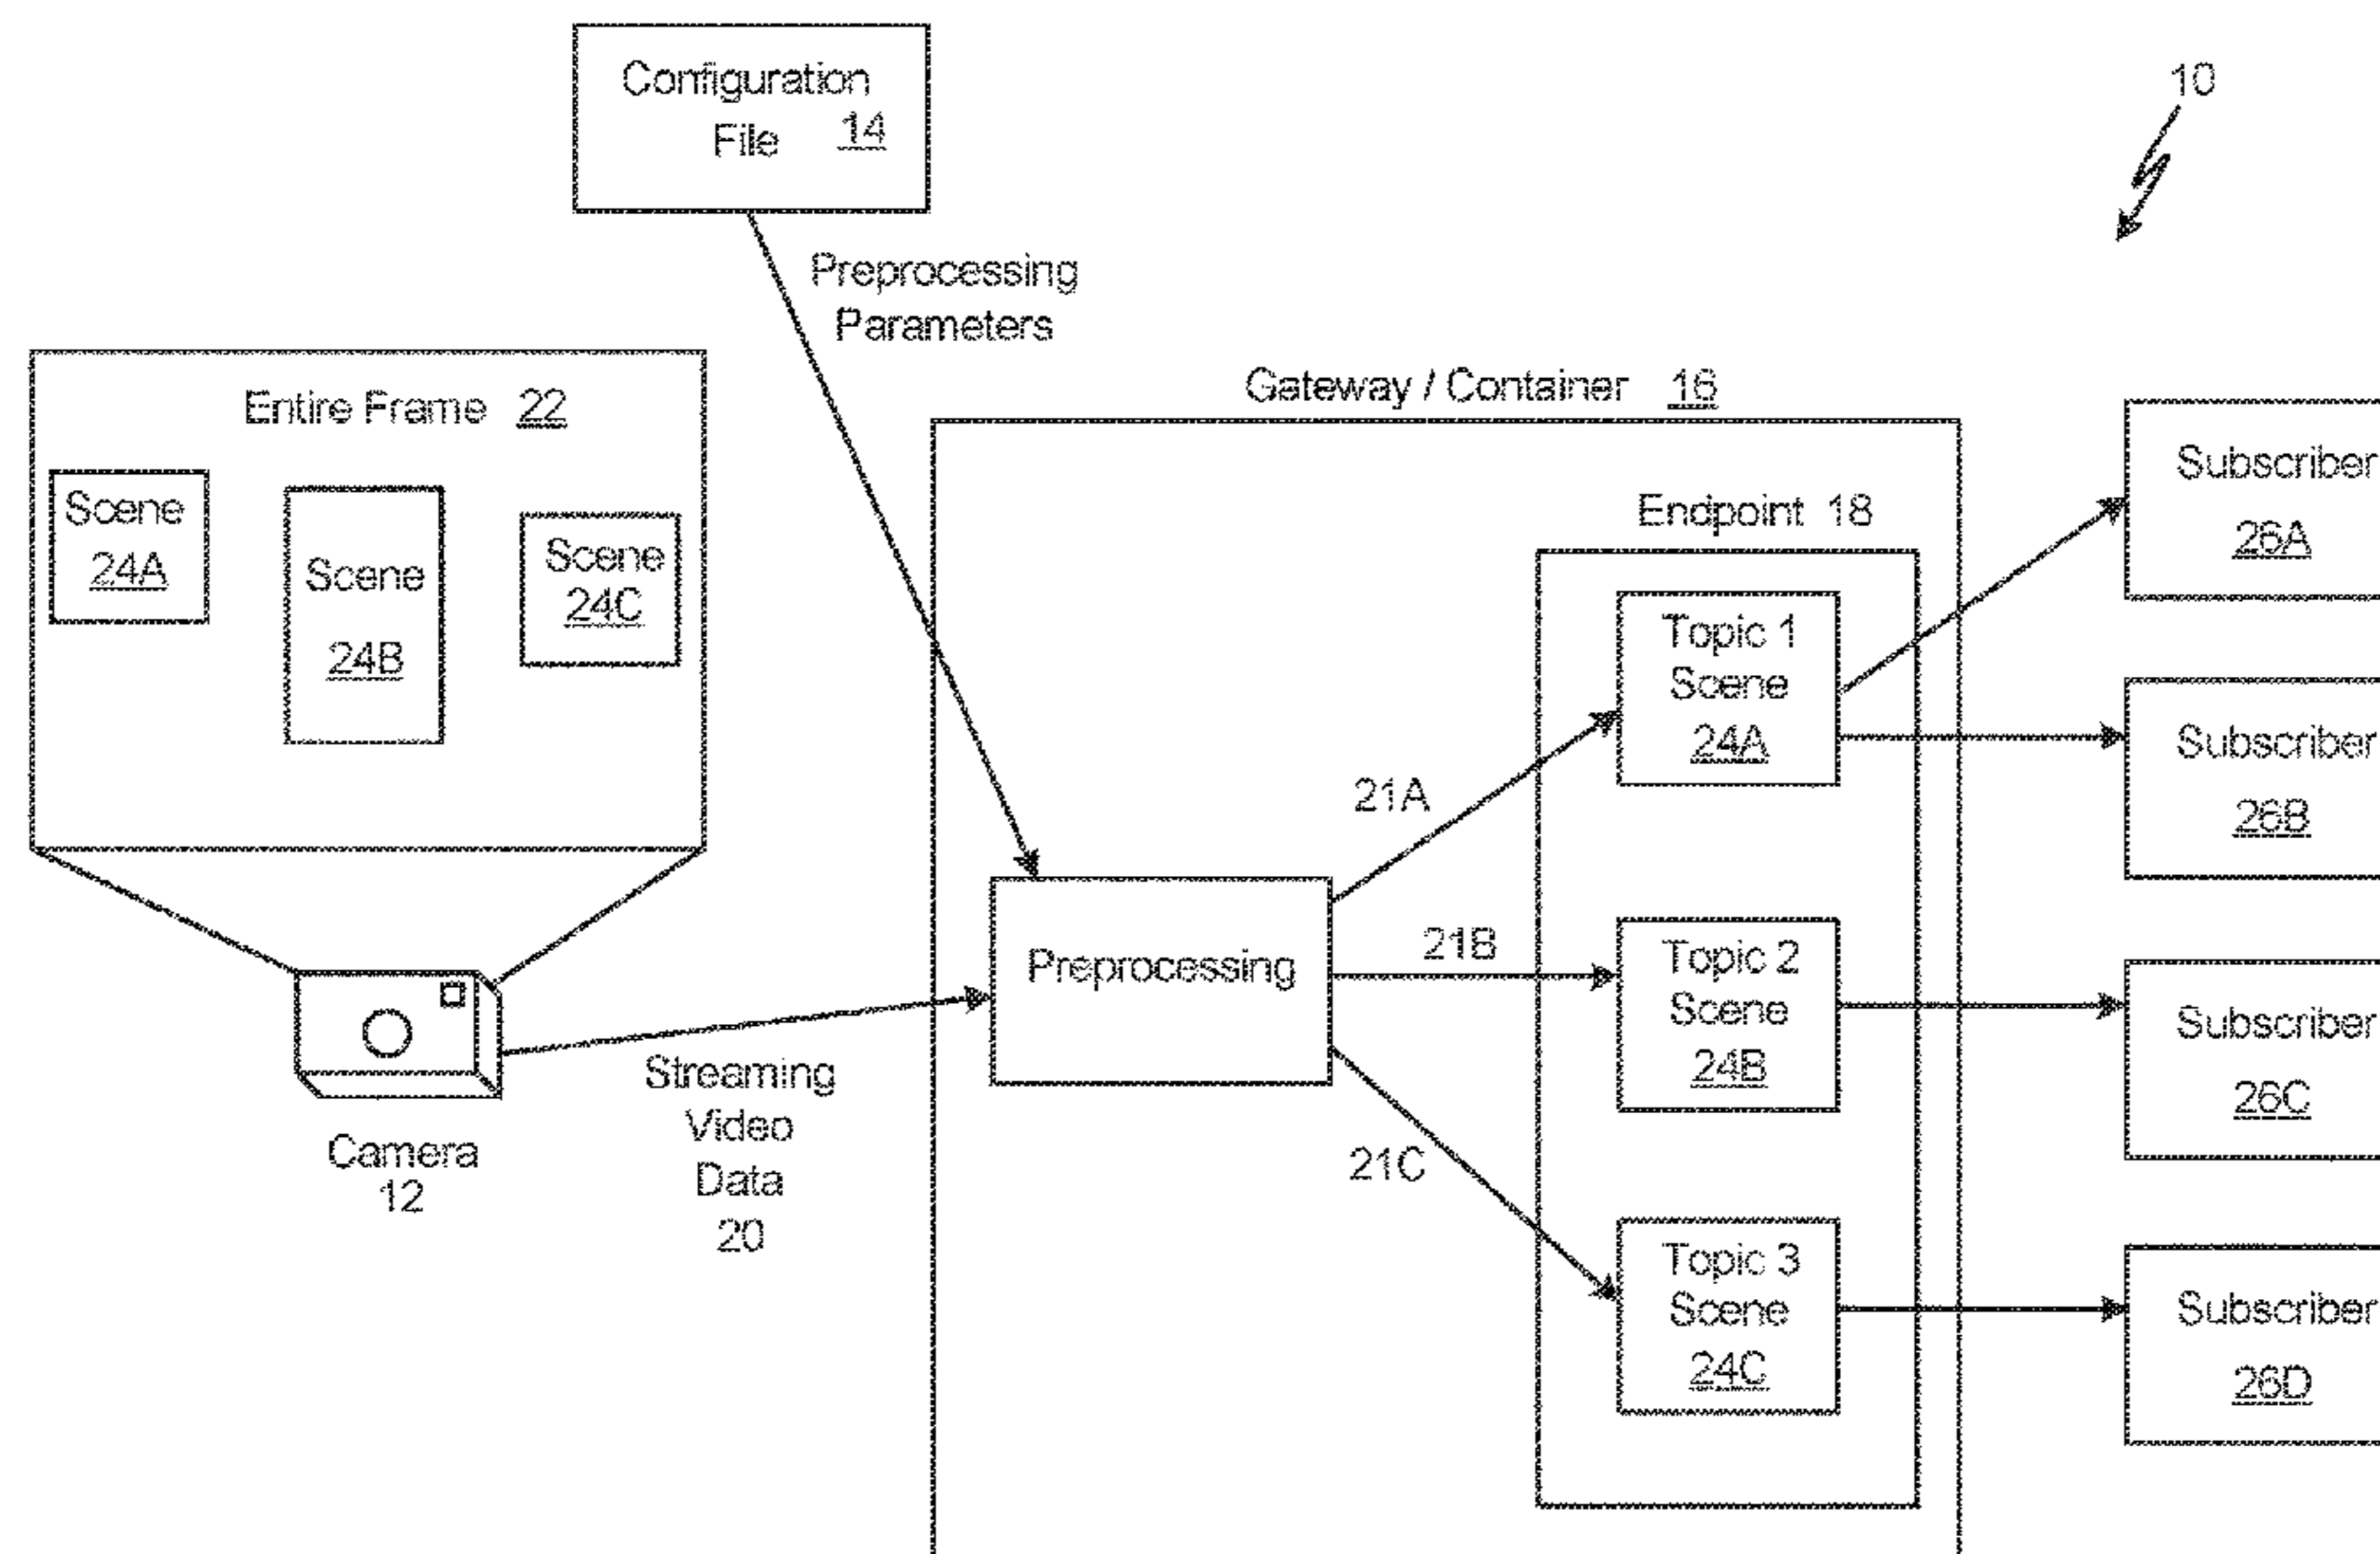 Configuration
File 14
10
Preprocessing
Parameters
Entire Frame 22
Scene
24A
Scene
24B
Scene
24C
Gateway / Container 16
Endpoint 18
Topic 1
Scene
24A
Topic 2
Scene
24B
Topic 3
Scene
24C
21A
21B
21C
Preprocessing
Camera
12
Streaming
Video
Data
20
Subscriber
26A
Subscriber
26B
Subscriber
26C
Subscriber
26D